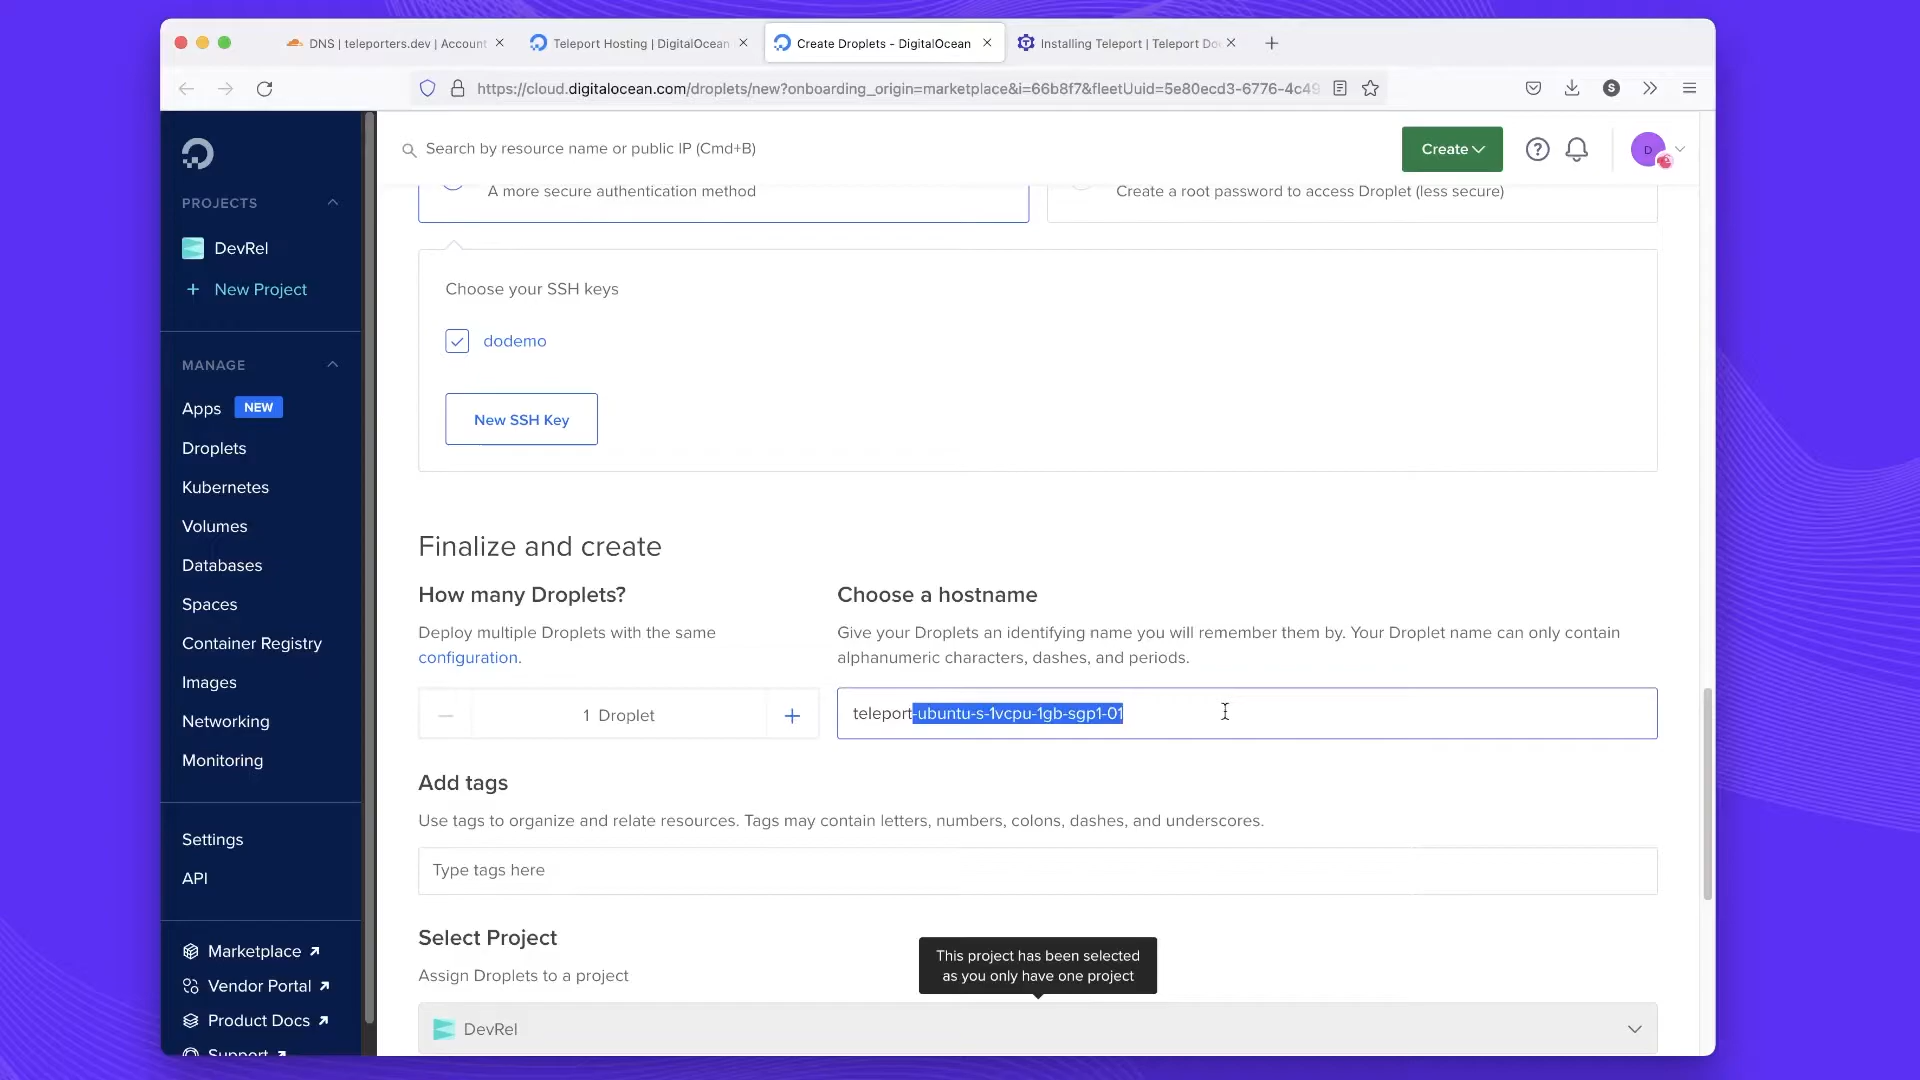 DNS | teleporters.dev | Account
Teleport Hosting | DigitalOcean
Create Droplets - DigitalOcean
Installing Teleport | Teleport Do
https://cloud.digitalocean.com/droplets/new?onboarding_origin=marketplace&i=66b8f7&fleetUuid=5e80ecd3-6776-4c49
S
Search by resource name or public IP (Cmd+B)
Create
D
PROJECTS
DevRel
+ New Project
MANAGE
Apps NEW
Droplets
Kubernetes
Volumes
Databases
Spaces
Container Registry
Images
Networking
Monitoring
Settings
API
Marketplace
Vendor Portal
Product Docs
Support
A more secure authentication method
Create a root password to access Droplet (less secure)
Choose your SSH keys
dodemo
New SSH Key
Finalize and create
How many Droplets?
Deploy multiple Droplets with the same
configuration.
1 Droplet
Choose a hostname
Give your Droplets an identifying name you will remember them by. Your Droplet name can only contain
alphanumeric characters, dashes, and periods.
teleport-ubuntu-s-1vcpu-1gb-sgp1-01
Add tags
Use tags to organize and relate resources. Tags may contain letters, numbers, colons, dashes, and underscores.
Type tags here
Select Project
Assign Droplets to a project
This project has been selected
as you only have one project
DevRel